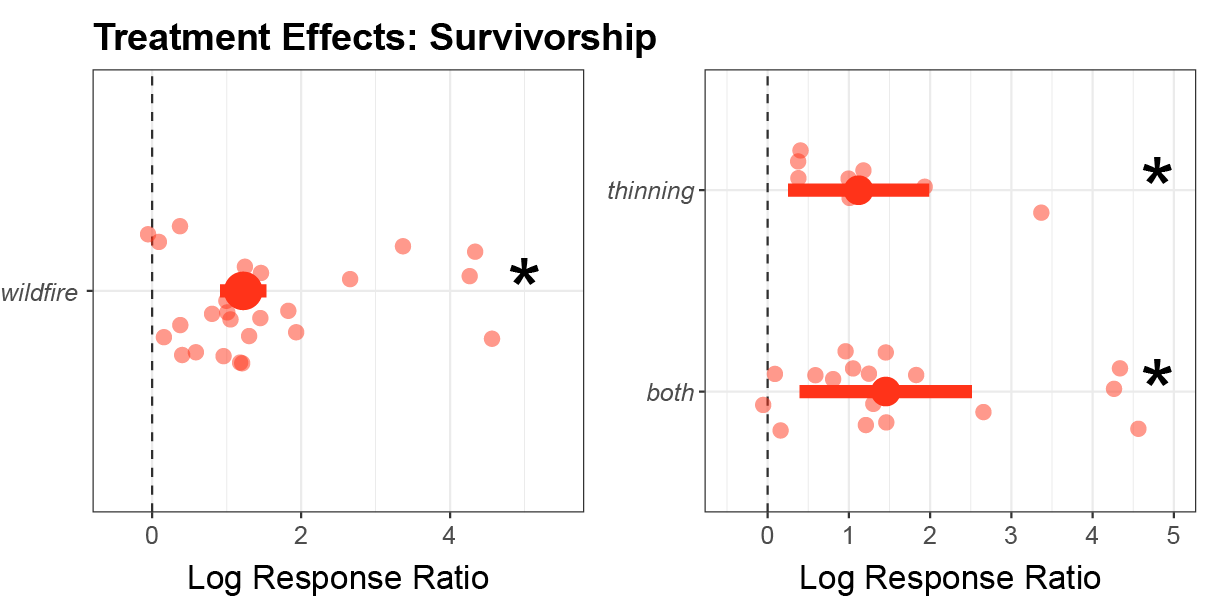 Treatment Effects: Survivorship
wildfire
*
0 2 4
Log Response Ratio
thinning
*
both
*
0 1 2 3 4 5
Log Response Ratio